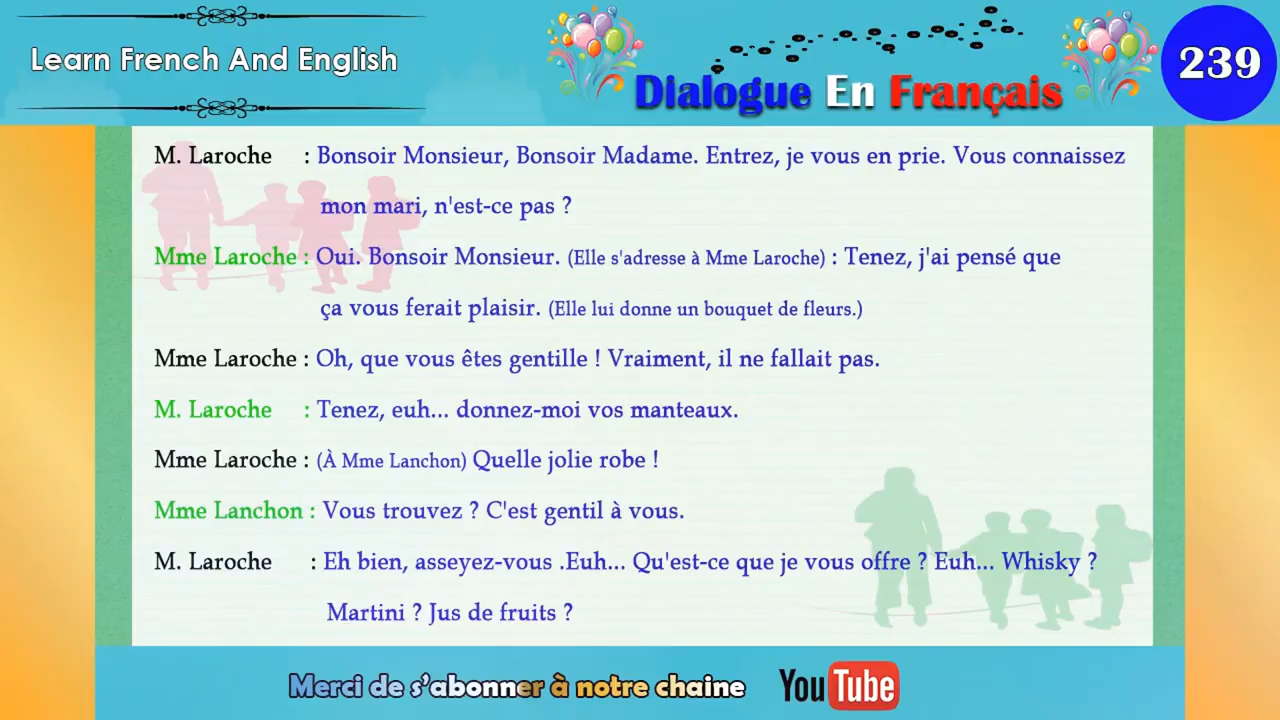 Learn French And English
Dialogue En Français
239
M. Laroche : Bonsoir Monsieur, Bonsoir Madame. Entrez, je vous en prie. Vous connaissez
mon mari, n'est-ce pas ?
Mme Laroche : Oui. Bonsoir Monsieur. (Elle s'adresse à Mme Laroche) : Tenez, j'ai pensé que
ça vous ferait plaisir. (Elle lui donne un bouquet de fleurs.)
Mme Laroche : Oh, que vous êtes gentille ! Vraiment, il ne fallait pas.
M. Laroche : Tenez, euh... donnez-moi vos manteaux.
Mme Laroche : (À Mme Lanchon) Quelle jolie robe !
Mme Lanchon : Vous trouvez ? C'est gentil à vous.
M. Laroche : Eh bien, asseyez-vous .Euh... Qu'est-ce que je vous offre ? Euh... Whisky ?
Martini ? Jus de fruits ?
Merci de s'abonner à notre chaine
YouTube